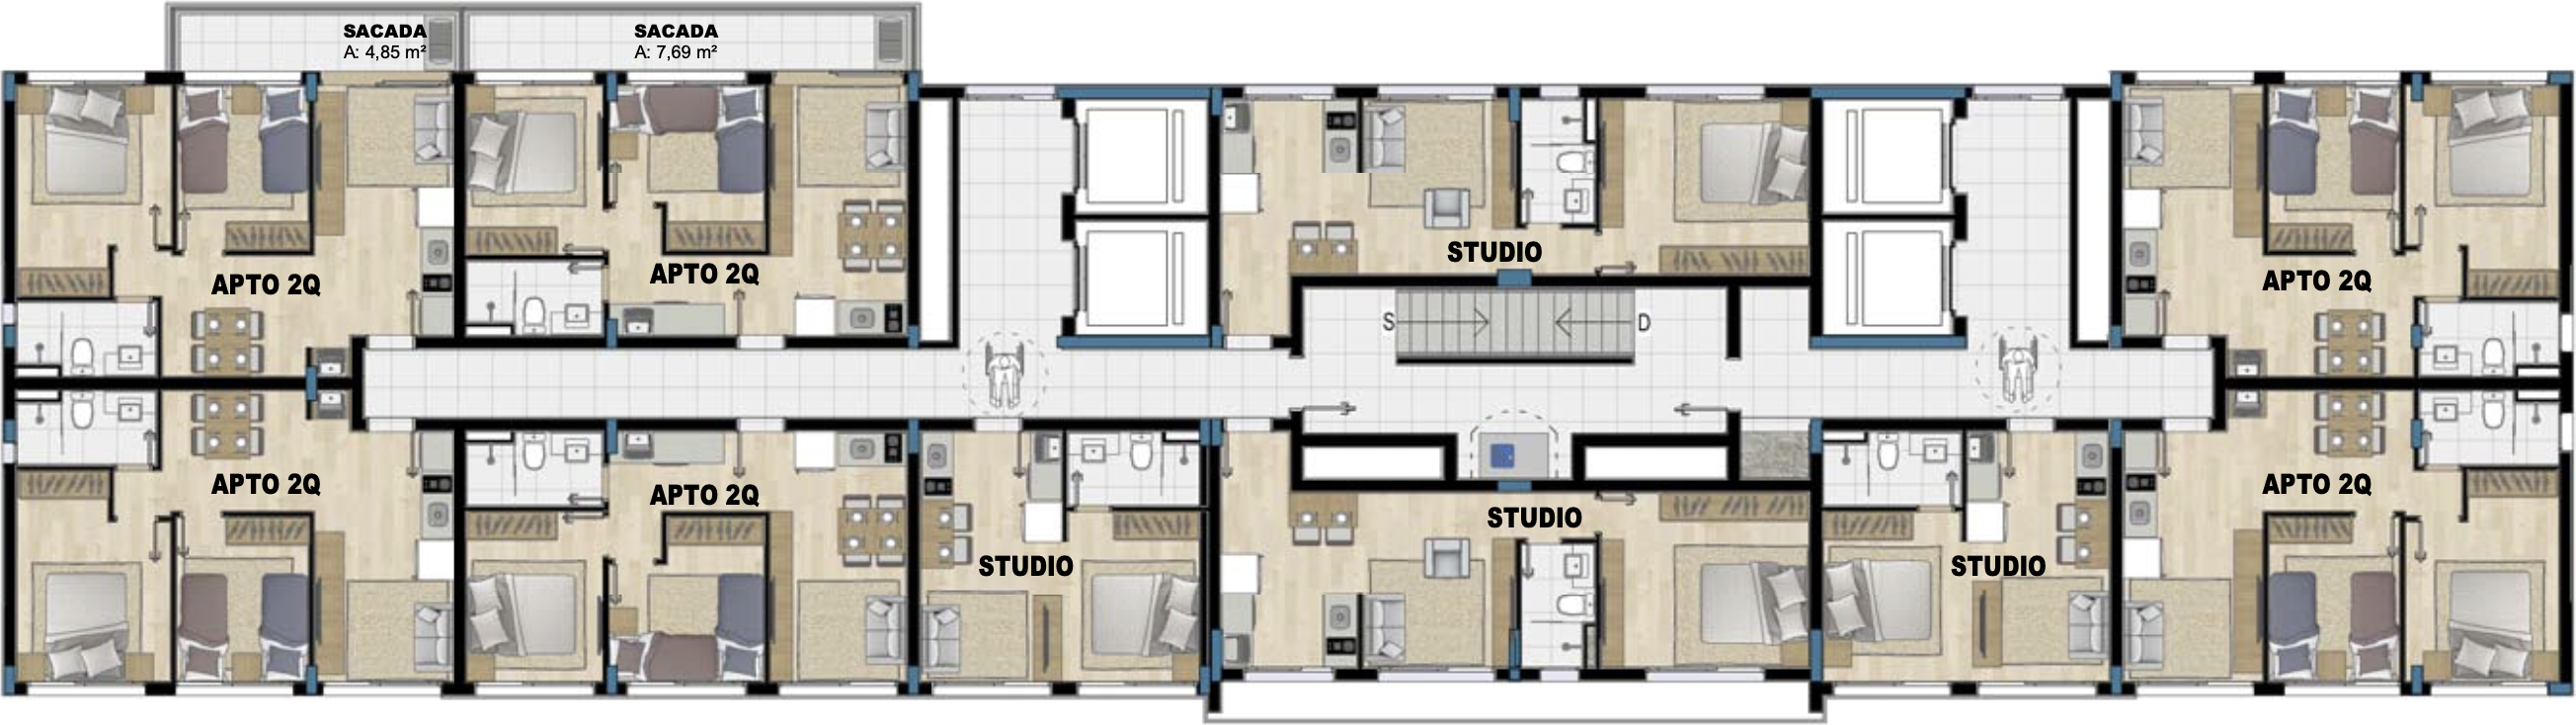 SACADA
A: 4,85 m²
SACADA
A: 7,69 m²
APTO 2Q
APTO 2Q
STUDIO
APTO 2Q
S
D
APTO 2Q
APTO 2Q
STUDIO
STUDIO
STUDIO
APTO 2Q